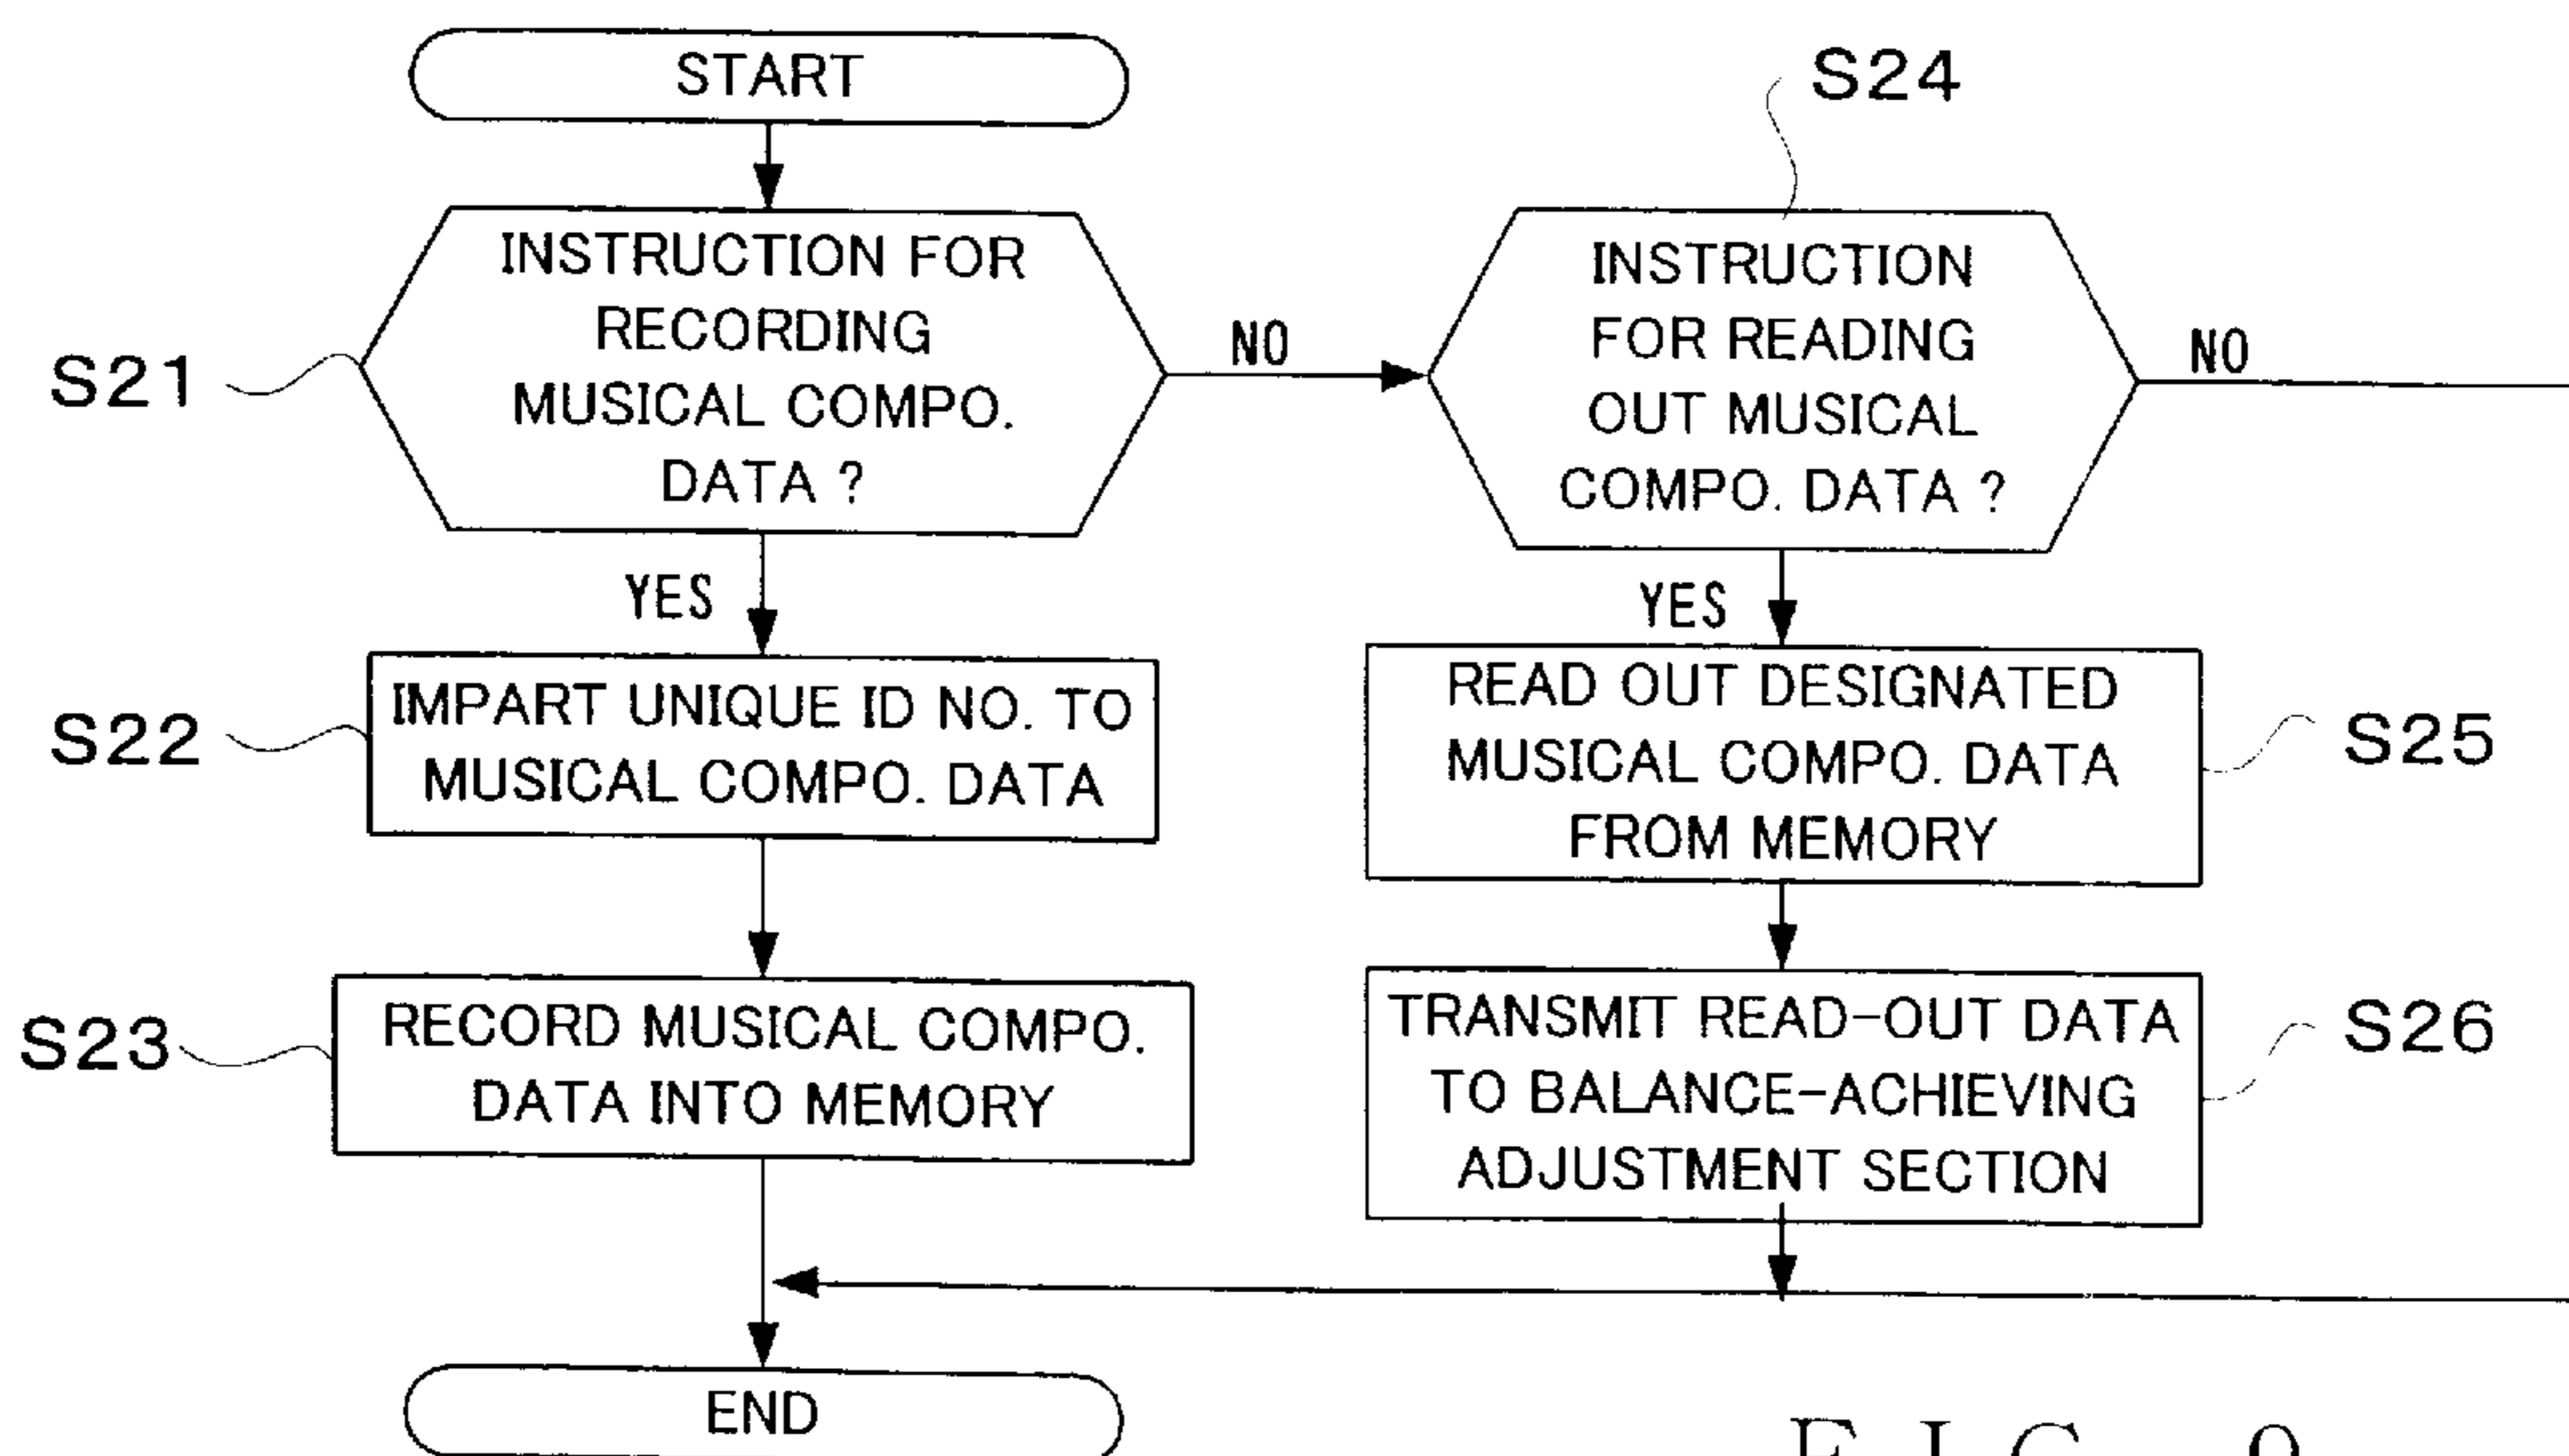 START
S21
INSTRUCTION FOR
RECORDING
MUSICAL COMPO.
DATA ?
NO
S24
INSTRUCTION
FOR READING
OUT MUSICAL
COMPO. DATA ?
NO
YES
S22
IMPART UNIQUE ID NO. TO
MUSICAL COMPO. DATA
YES
READ OUT DESIGNATED
MUSICAL COMPO. DATA
FROM MEMORY
S25
S23
RECORD MUSICAL COMPO.
DATA INTO MEMORY
TRANSMIT READ-OUT DATA
TO BALANCE-ACHIEVING
ADJUSTMENT SECTION
S26
END